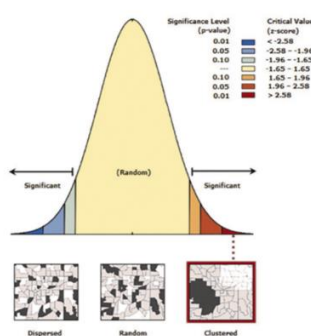 Significance Level
(p-value)
Critical Value
(z-score)
0.01 < -2.58
0.05 -2.58 – -1.96
0.10 -1.96 – -1.65
--- -1.65 – 1.65
0.10 1.65 – 1.96
0.05 1.96 – 2.58
0.01 > 2.58
(Random)
Significant
Significant
Dispersed
Random
Clustered